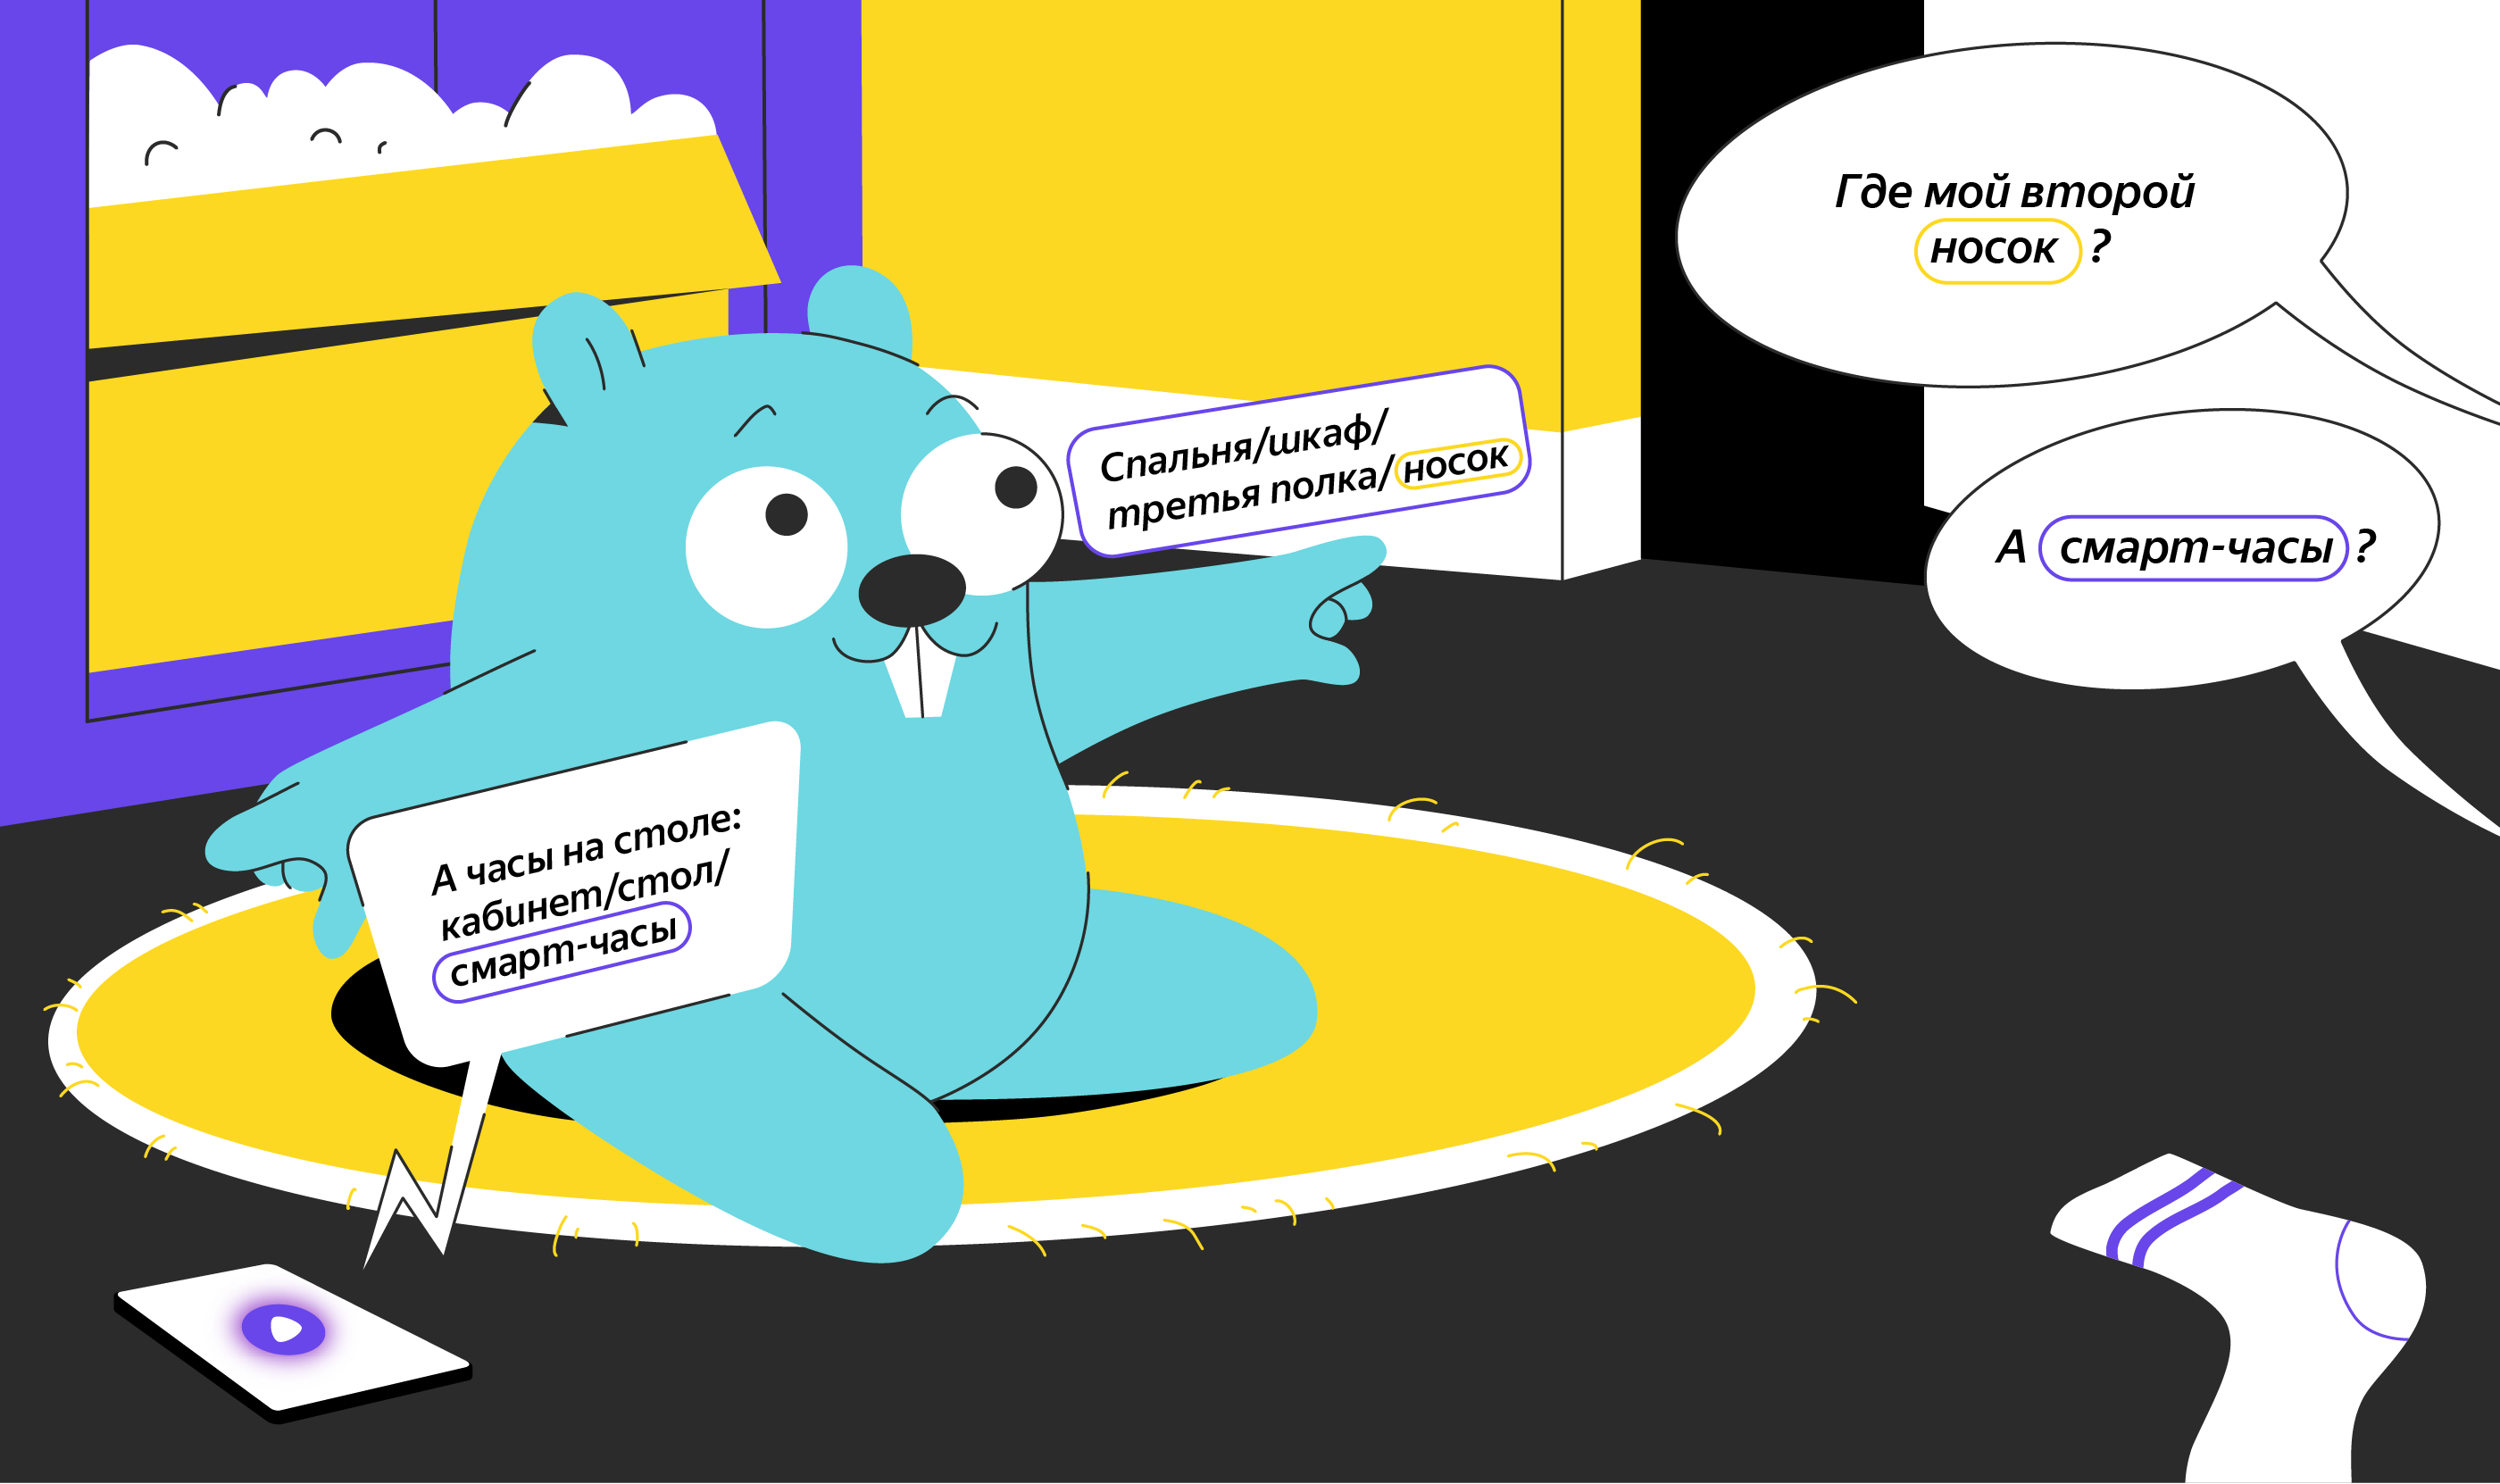 Где мой второй
носок ?
А смарт-часы ?
Спальня/шкаф/
третья полка/носок
А часы на столе:
кабинет/стол/
смарт-часы